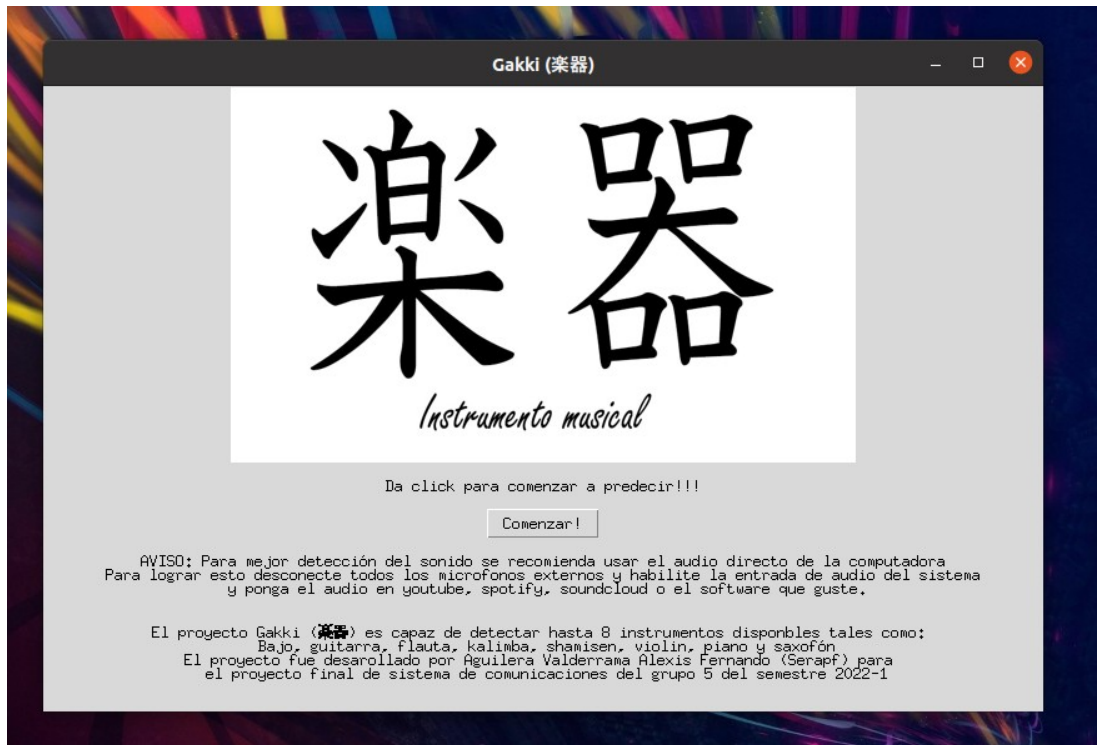 Gakki (楽器)
楽器
Instrumento musical
Da click para comenzar a predecir!!!
Comenzar!
AVISO: Para mejor detección del sonido se recomienda usar el audio directo de la computadora
Para lograr esto desconecte todos los microfonos externos y habilite la entrada de audio del sistema
y ponga el audio en youtube, spotify, soundcloud o el software que guste.
El proyecto Gakki (楽器) es capaz de detectar hasta 8 instrumentos disponbles tales como:
Bajo, guitarra, flauta, kalimba, shamisen, violin, piano y saxofón
El proyecto fue desarollado por Aguilera Valderrama Alexis Fernando (Serapf) para
el proyecto final de sistema de comunicaciones del grupo 5 del semestre 2022-1